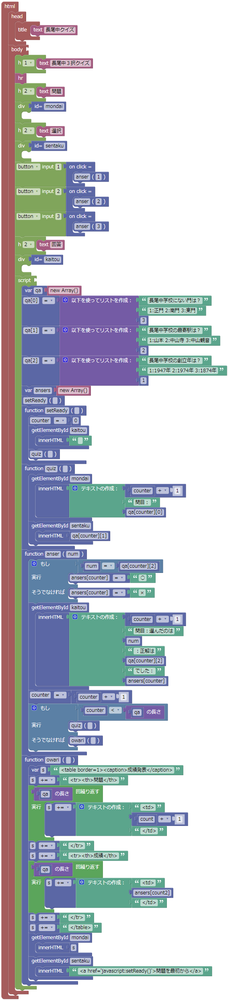 html
head
title text 長尾中クイズ
body
h 1 text 長尾中３択クイズ
hr
h 2 text 問題
div id= mondai
h 2 text 選択
div id= sentaku
button input 1 on click =
anser ( 1 )
button input 2 on click =
anser ( 2 )
button input 3 on click =
anser ( 3 )
h 2 text 回答
div id= kaitou
script
var qa new Array()
qa[0] = 以下を使ってリストを作成： “ 長尾中学校にない門は？ ”
“ 1:正門 2:南門 3:東門 ”
3
qa[1] = 以下を使ってリストを作成： “ 長尾中学校の最寄駅は？ ”
“ 1:山本 2:中山寺 3:中山観音 ”
2
qa[2] = 以下を使ってリストを作成： “ 長尾中学校の創立年は？ ”
“ 1:1947年 2:1974年 3:1874年 ”
1
var ansers new Array()
setReady ( )
function setReady ( )
counter = 0
getElementById kaitou
innerHTML “ ”
quiz ( )
function quiz ( )
getElementById mondai
innerHTML テキストの作成： counter + 1
“ 問目： ”
qa[counter][0]
getElementById sentaku
innerHTML qa[counter][1]
function anser ( num )
もし num = qa[counter][2]
実行 ansers[counter] = “ ○ ”
そうでなければ ansers[counter] = “ × ”
getElementById kaitou
innerHTML テキストの作成： counter + 1
“ 問目：選んだのは ”
num
“ ：正解は ”
qa[counter][2]
“ でした： ”
ansers[counter]
counter = counter + 1
もし counter < qa の長さ
実行 quiz ( )
そうでなければ owari ( )
function owari ( )
var s “ <table border=1><caption>成績発表</caption> ”
s += “ <tr><th>問題</th> ”
qa の長さ 回繰り返す
実行 s += テキストの作成： “ <td> ”
count + 1
“ </td> ”
s += “ </tr> ”
s += “ <tr><th>成績</th> ”
qa の長さ 回繰り返す
実行 s += テキストの作成： “ <td> ”
ansers[count2]
“ </td> ”
s += “ </tr> ”
s += “ </table> ”
getElementById mondai
innerHTML s
getElementById sentaku
innerHTML “ <a href='javascript:setReady()'>問題を最初から</a> ”